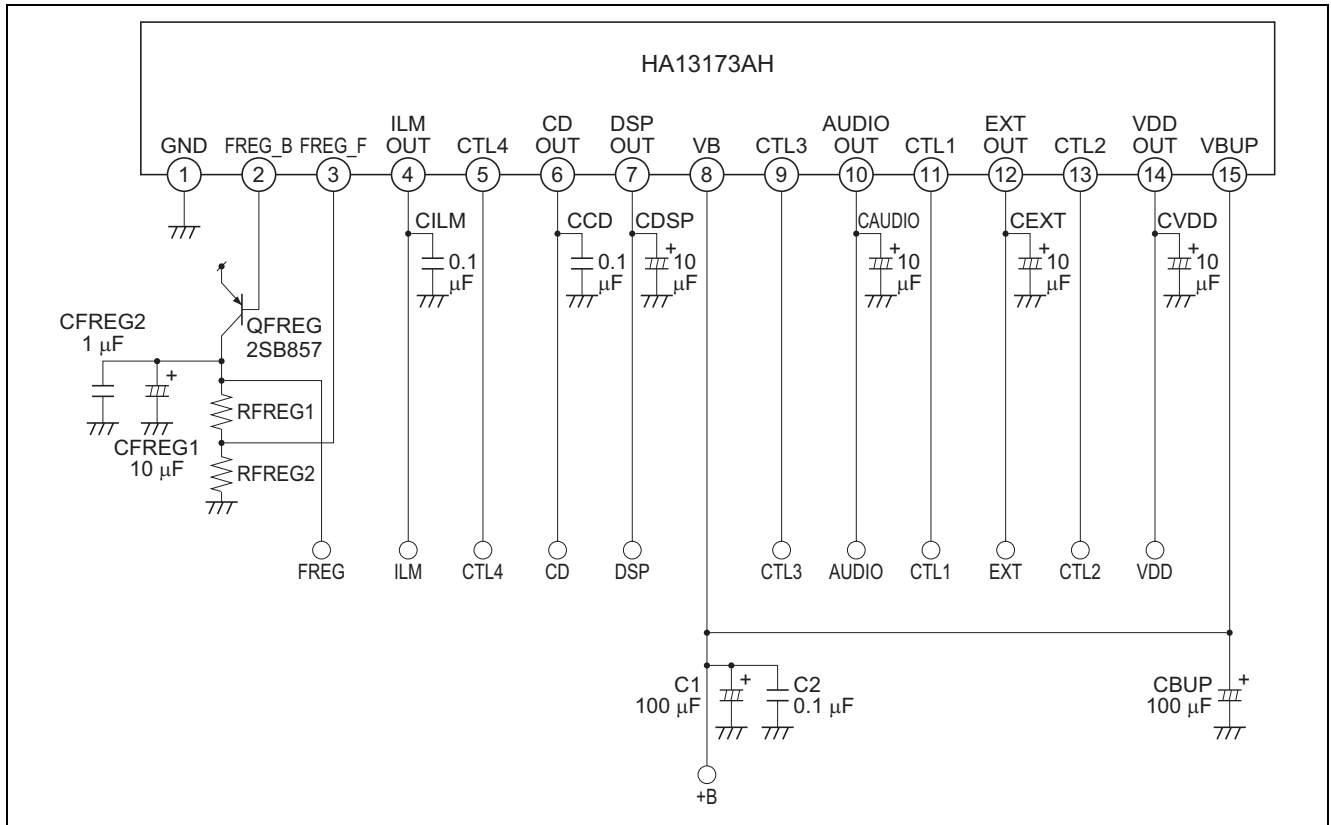 HA13173AH
GND FREG_B FREG_F ILM OUT CTL4 CD OUT DSP OUT VB CTL3 AUDIO OUT CTL1 EXT OUT CTL2 VDD OUT VBUP
1 2 3 4 5 6 7 8 9 10 11 12 13 14 15
CILM
0.1
µF
CCD
0.1
µF
CDSP
+
10
µF
CAUDIO
+
10
µF
CEXT
+
10
µF
CVDD
+
10
µF
QFREG
2SB857
CFREG2
1 µF
+
CFREG1
10 µF
RFREG1
RFREG2
FREG ILM CTL4 CD DSP CTL3 AUDIO CTL1 EXT CTL2 VDD
C1
100 µF
+
C2
0.1 µF
CBUP
100 µF
+
+B